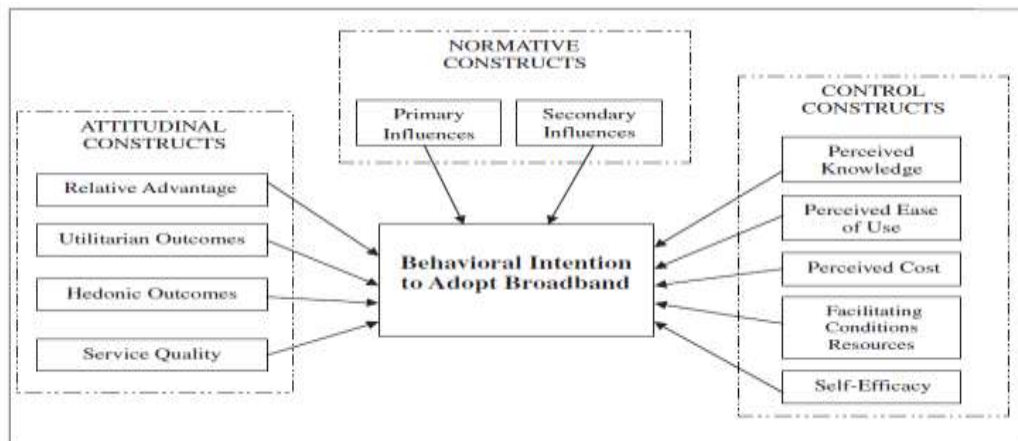 NORMATIVE
CONSTRUCTS
Primary
Influences
Secondary
Influences
ATTITUDINAL
CONSTRUCTS
Relative Advantage
Utilitarian Outcomes
Hedonic Outcomes
Service Quality
Behavioral Intention
to Adopt Broadband
CONTROL
CONSTRUCTS
Perceived
Knowledge
Perceived Ease
of Use
Perceived Cost
Facilitating
Conditions
Resources
Self-Efficacy